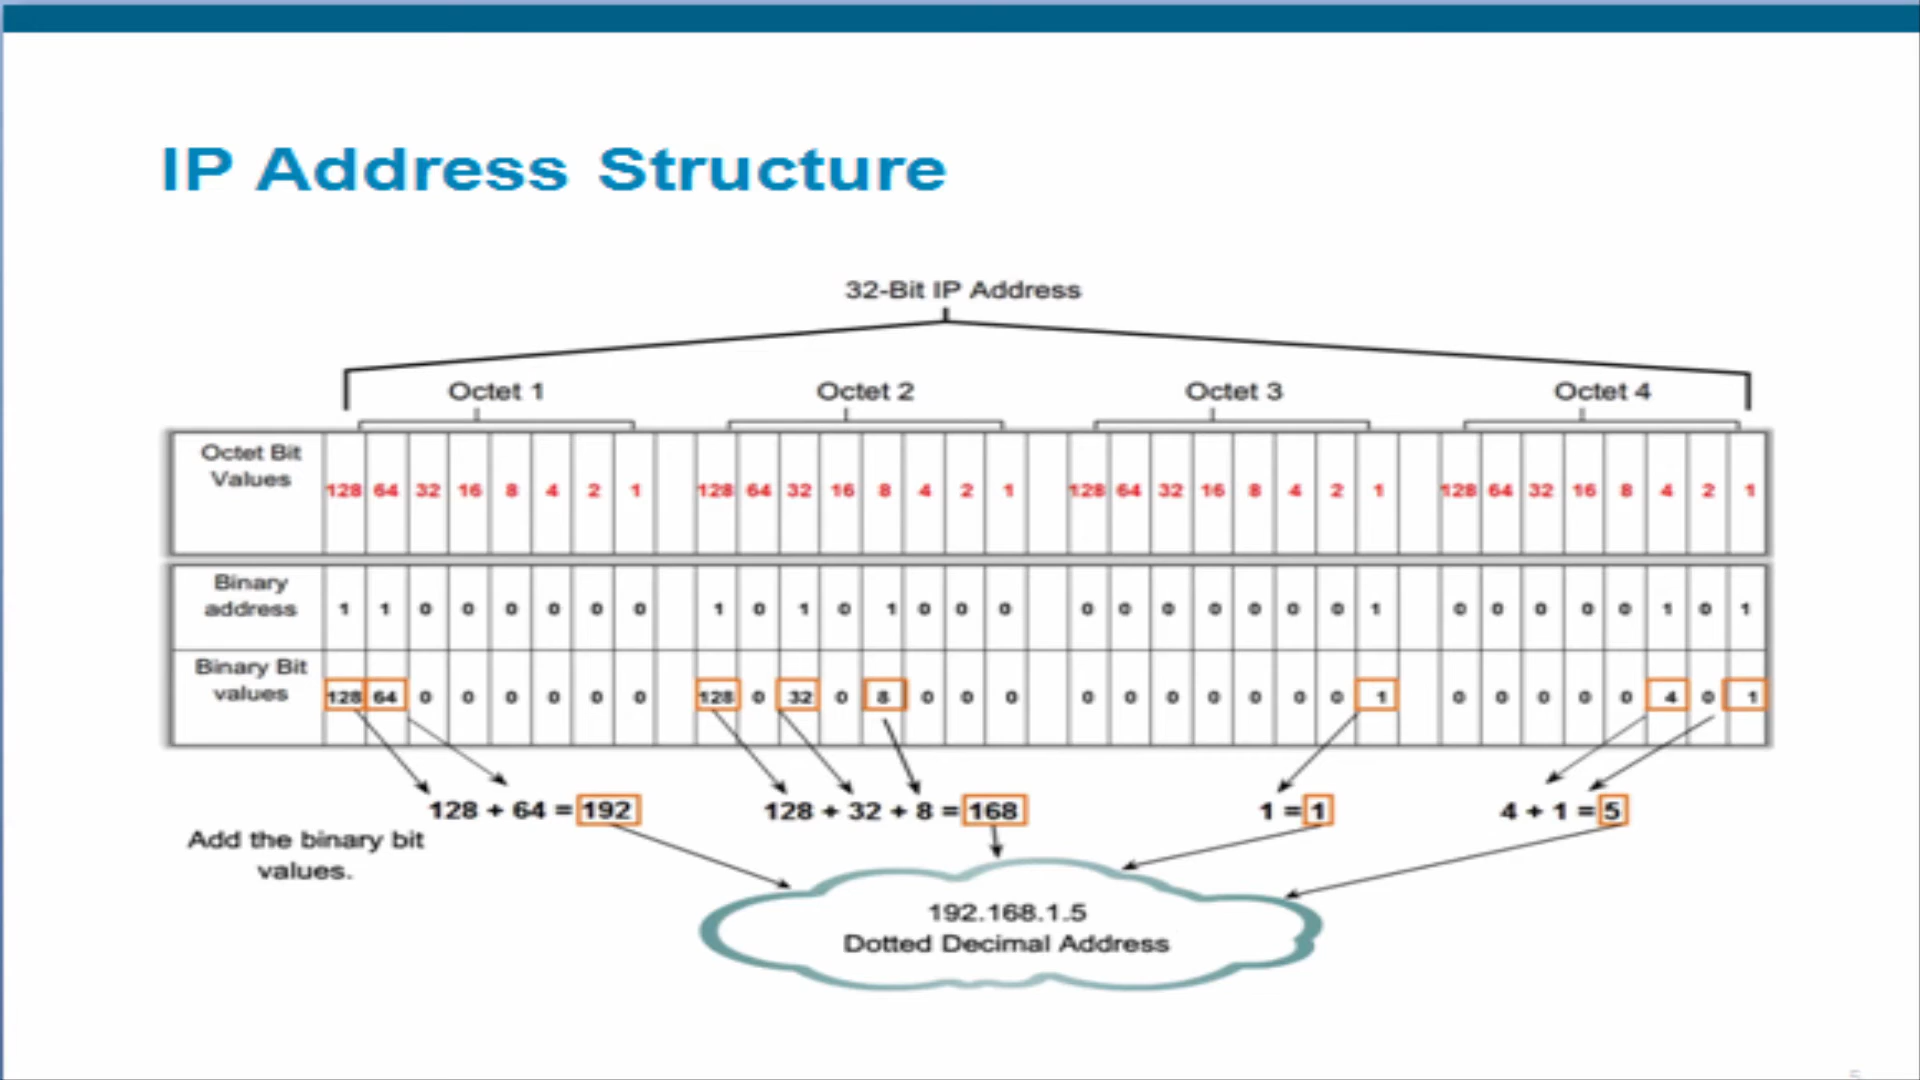 IP Address Structure
32-Bit IP Address
Octet 1 Octet 2 Octet 3 Octet 4
Octet Bit
Values
128 64 32 16 8 4 2 1 128 64 32 16 8 4 2 1 128 64 32 16 8 4 2 1 128 64 32 16 8 4 2 1
Binary
address
1 1 0 0 0 0 0 0 1 0 1 0 1 0 0 0 0 0 0 0 0 0 0 1 0 0 0 0 0 1 0 1
Binary Bit
values
128 64 0 0 0 0 0 0 128 0 32 0 8 0 0 0 0 0 0 0 0 0 0 1 0 0 0 0 0 4 0 1
128 + 64 = 192 128 + 32 + 8 = 168 1 = 1 4 + 1 = 5
Add the binary bit
values.
192.168.1.5
Dotted Decimal Address